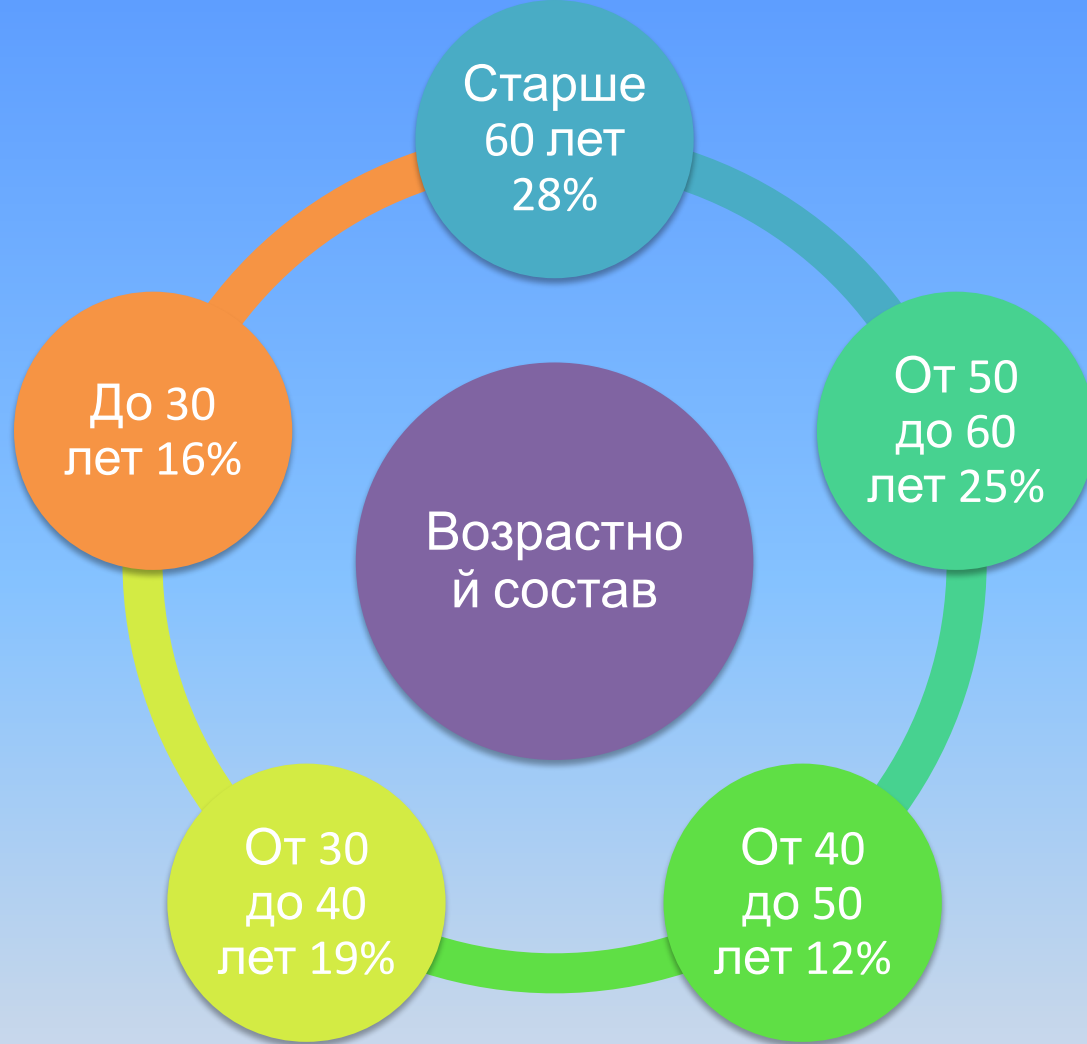 Старше
60 лет
28%
До 30
лет 16%
От 50
до 60
лет 25%
Возрастно
й состав
От 30
до 40
лет 19%
От 40
до 50
лет 12%